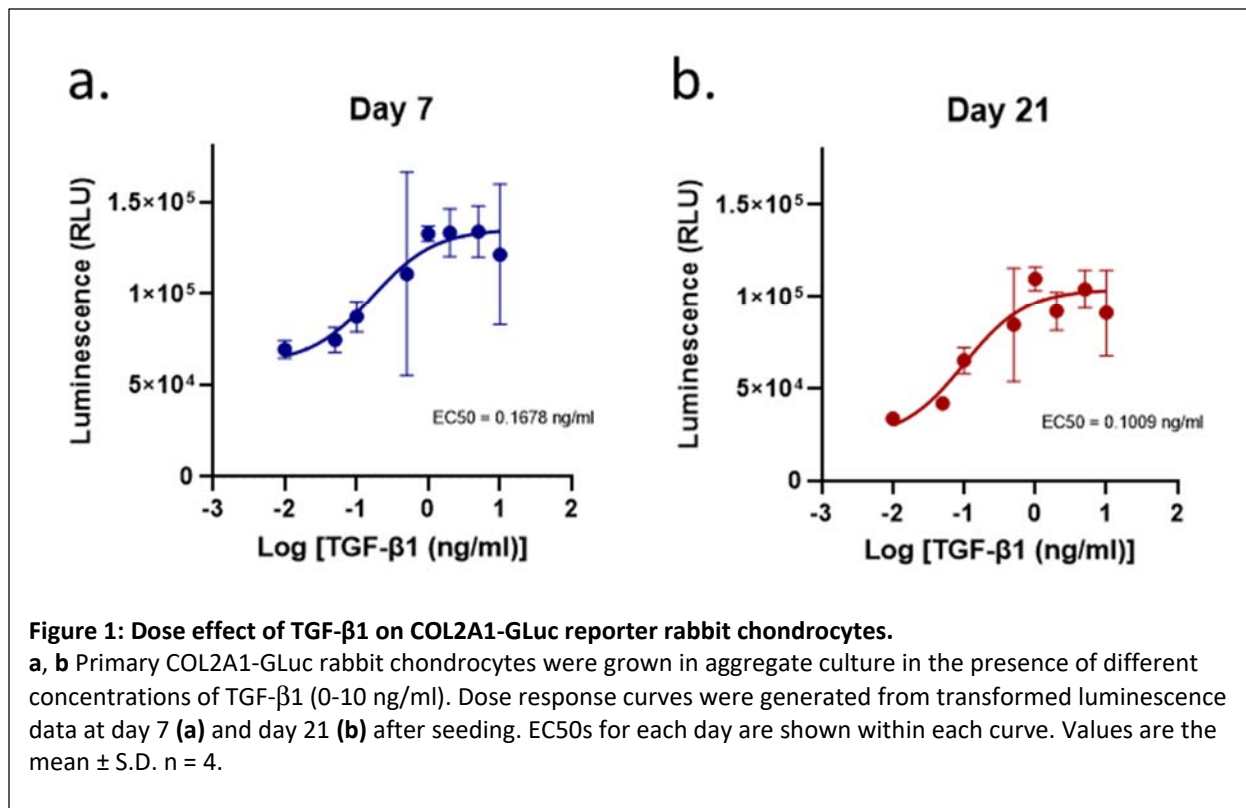 a.
Day 7
Luminescence (RLU)
1.5×10⁵
1×10⁵
5×10⁴
0
EC50 = 0.1678 ng/ml
-3 -2 -1 0 1 2
Log [TGF-β1 (ng/ml)]
b.
Day 21
Luminescence (RLU)
1.5×10⁵
1×10⁵
5×10⁴
0
EC50 = 0.1009 ng/ml
-3 -2 -1 0 1 2
Log [TGF-β1 (ng/ml)]
Figure 1: Dose effect of TGF-β1 on COL2A1-GLuc reporter rabbit chondrocytes.
a, b Primary COL2A1-GLuc rabbit chondrocytes were grown in aggregate culture in the presence of different
concentrations of TGF-β1 (0-10 ng/ml). Dose response curves were generated from transformed luminescence
data at day 7 (a) and day 21 (b) after seeding. EC50s for each day are shown within each curve. Values are the
mean ± S.D. n = 4.